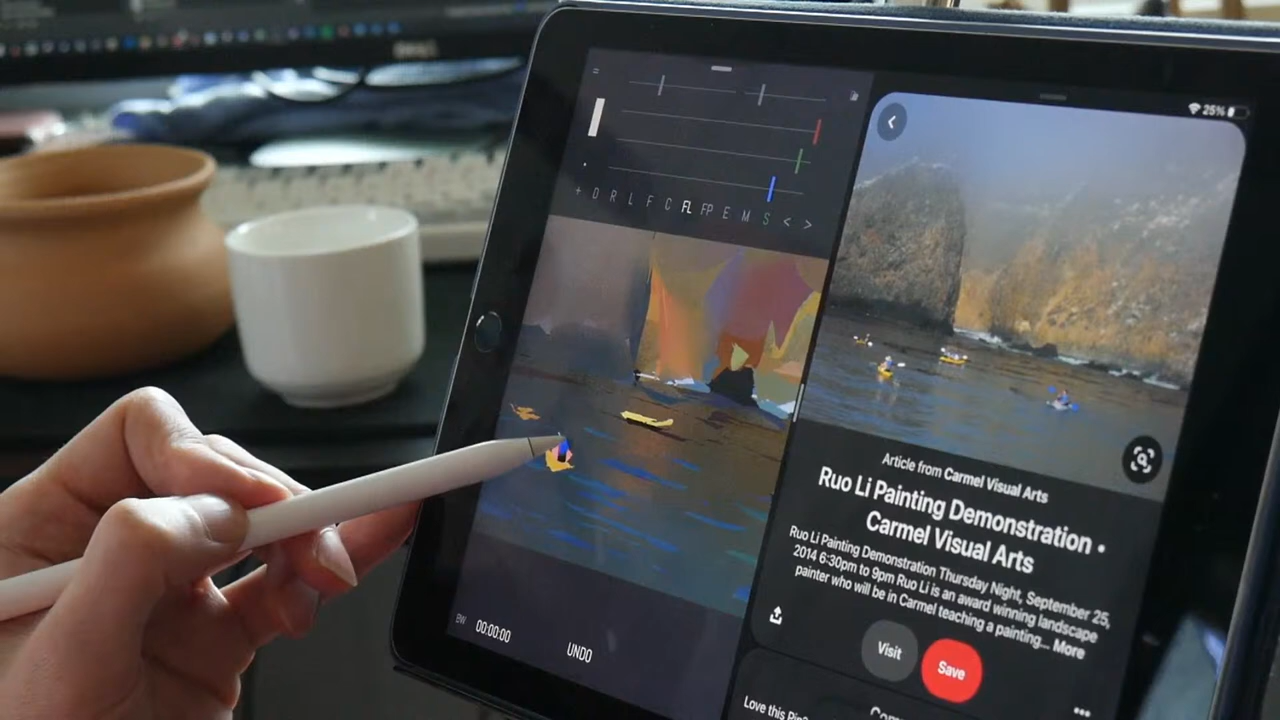 DELL
+ D R L F C FL FP E M S < >
BW
00:00:00
UNDO
25%
Article from Carmel Visual Arts
Ruo Li Painting Demonstration •
Carmel Visual Arts
Ruo Li Painting Demonstration Thursday Night, September 25,
2014 6:30pm to 9pm Ruo Li is an award winning landscape
painter who will be in Carmel teaching a painting... More
Visit
Save
Love this Pin?